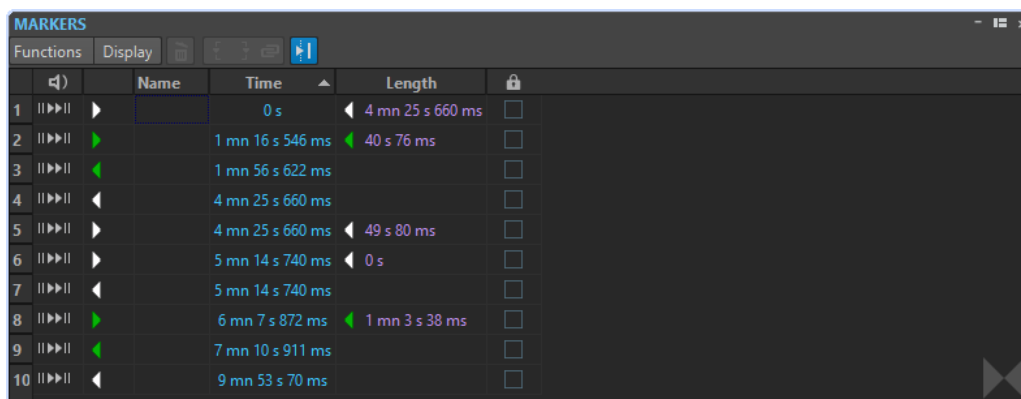 MARKERS
Functions Display
Name Time Length
1 0 s 4 mn 25 s 660 ms
2 1 mn 16 s 546 ms 40 s 76 ms
3 1 mn 56 s 622 ms
4 4 mn 25 s 660 ms
5 4 mn 25 s 660 ms 49 s 80 ms
6 5 mn 14 s 740 ms 0 s
7 5 mn 14 s 740 ms
8 6 mn 7 s 872 ms 1 mn 3 s 38 ms
9 7 mn 10 s 911 ms
10 9 mn 53 s 70 ms